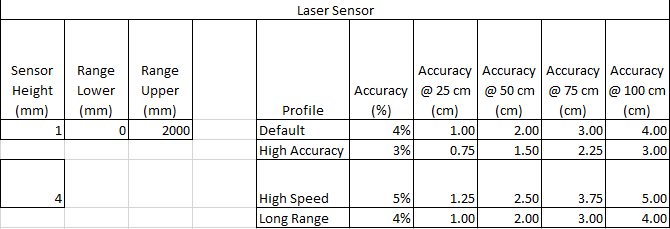 Laser Sensor
Sensor Height (mm) Range Lower (mm) Range Upper (mm) Profile Accuracy (%) Accuracy @ 25 cm (cm) Accuracy @ 50 cm (cm) Accuracy @ 75 cm (cm) Accuracy @ 100 cm (cm)
1 0 2000 Default 4% 1.00 2.00 3.00 4.00
High Accuracy 3% 0.75 1.50 2.25 3.00
4 High Speed 5% 1.25 2.50 3.75 5.00
Long Range 4% 1.00 2.00 3.00 4.00